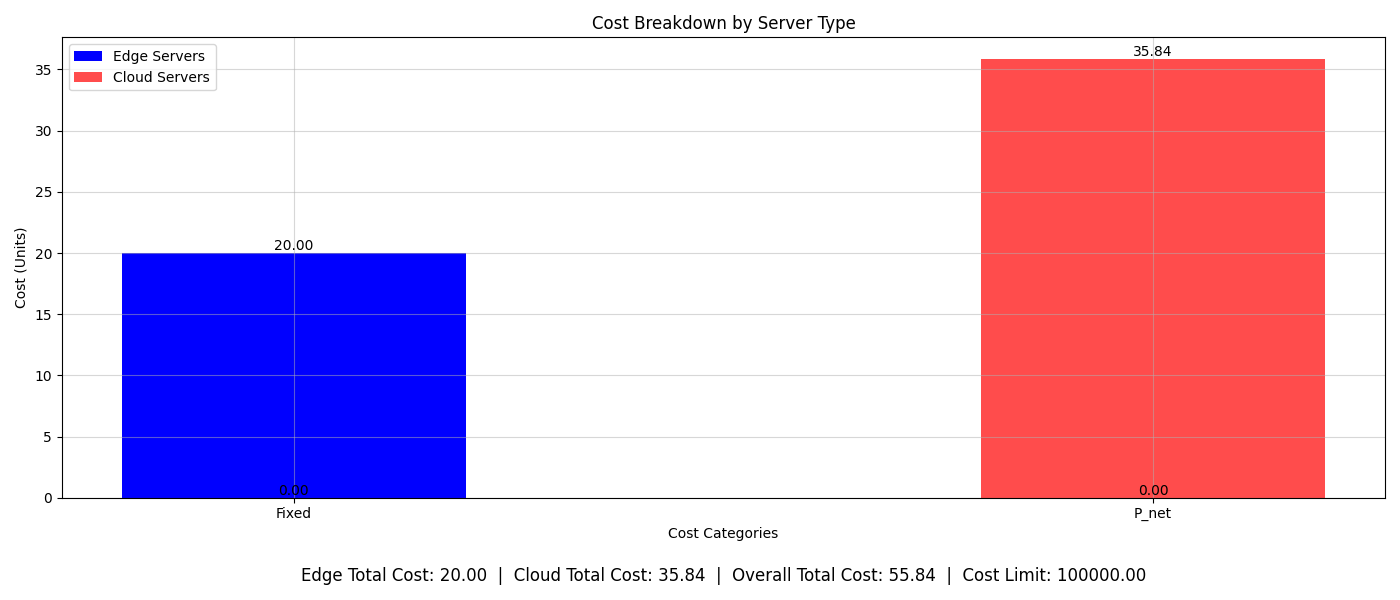 Cost Breakdown by Server Type
Edge Servers
Cloud Servers
Cost (Units)
35
30
25
20
15
10
5
0
20.00
0.00
35.84
0.00
Fixed
P_net
Cost Categories
Edge Total Cost: 20.00 | Cloud Total Cost: 35.84 | Overall Total Cost: 55.84 | Cost Limit: 100000.00